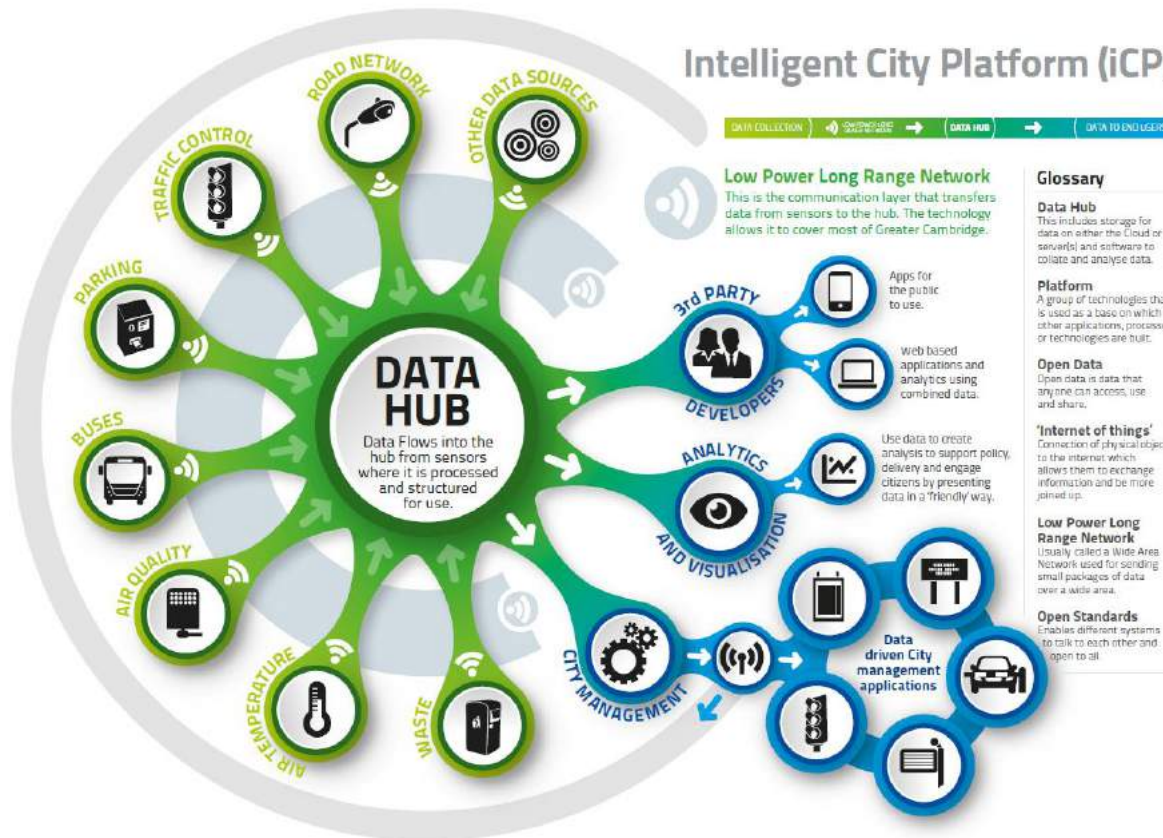 Intelligent City Platform (iCP
DATA COLLECTION
LOW POWER LONG
RANGE NETWORK
DATA HUB
DATA TO END USERS
Low Power Long Range Network
This is the communication layer that transfers
data from sensors to the hub. The technology
allows it to cover most of Greater Cambridge.
ROAD NETWORK
OTHER DATA SOURCES
TRAFFIC CONTROL
PARKING
BUSES
AIR QUALITY
AIR TEMPERATURE
WASTE
DATA
HUB
Data Flows into the
hub from sensors
where it is processed
and structured
for use.
3rd PARTY
DEVELOPERS
Apps for
the public
to use.
Web based
applications and
analytics using
combined data.
ANALYTICS
AND VISUALISATION
Use data to create
analysis to support policy,
delivery and engage
citizens by presenting
data in a 'friendly' way.
CITY MANAGEMENT
Data
driven City
management
applications
Glossary
Data Hub
This includes storage for
data on either the Cloud or
server(s) and software to
collate and analyse data.
Platform
A group of technologies tha
is used as a base on which
other applications, process
or technologies are built.
Open Data
Open data is data that
anyone can access, use
and share.
'Internet of things'
Connection of physical objec
to the internet which
allows them to exchange
information and be more
joined up.
Low Power Long
Range Network
Usually called a Wide Area
Network used for sending
small packages of data
over a wide area.
Open Standards
Enables different systems
to talk to each other and
open to all